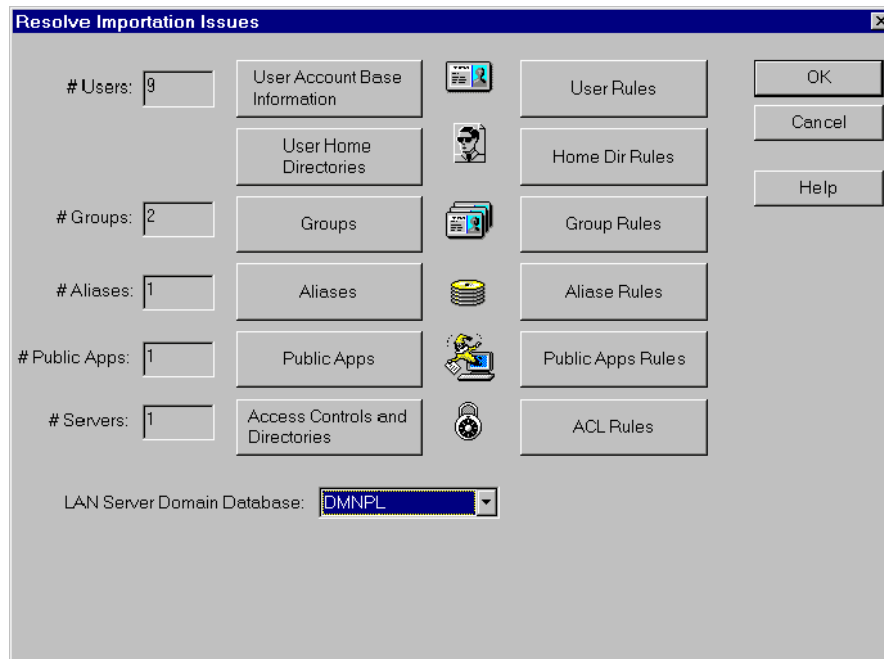 Resolve Importation Issues
# Users: 9
User Account Base
Information
User Rules
OK
Cancel
User Home
Directories
Home Dir Rules
Help
# Groups: 2
Groups
Group Rules
# Aliases: 1
Aliases
Aliase Rules
# Public Apps: 1
Public Apps
Public Apps Rules
# Servers: 1
Access Controls and
Directories
ACL Rules
LAN Server Domain Database: DMNPL